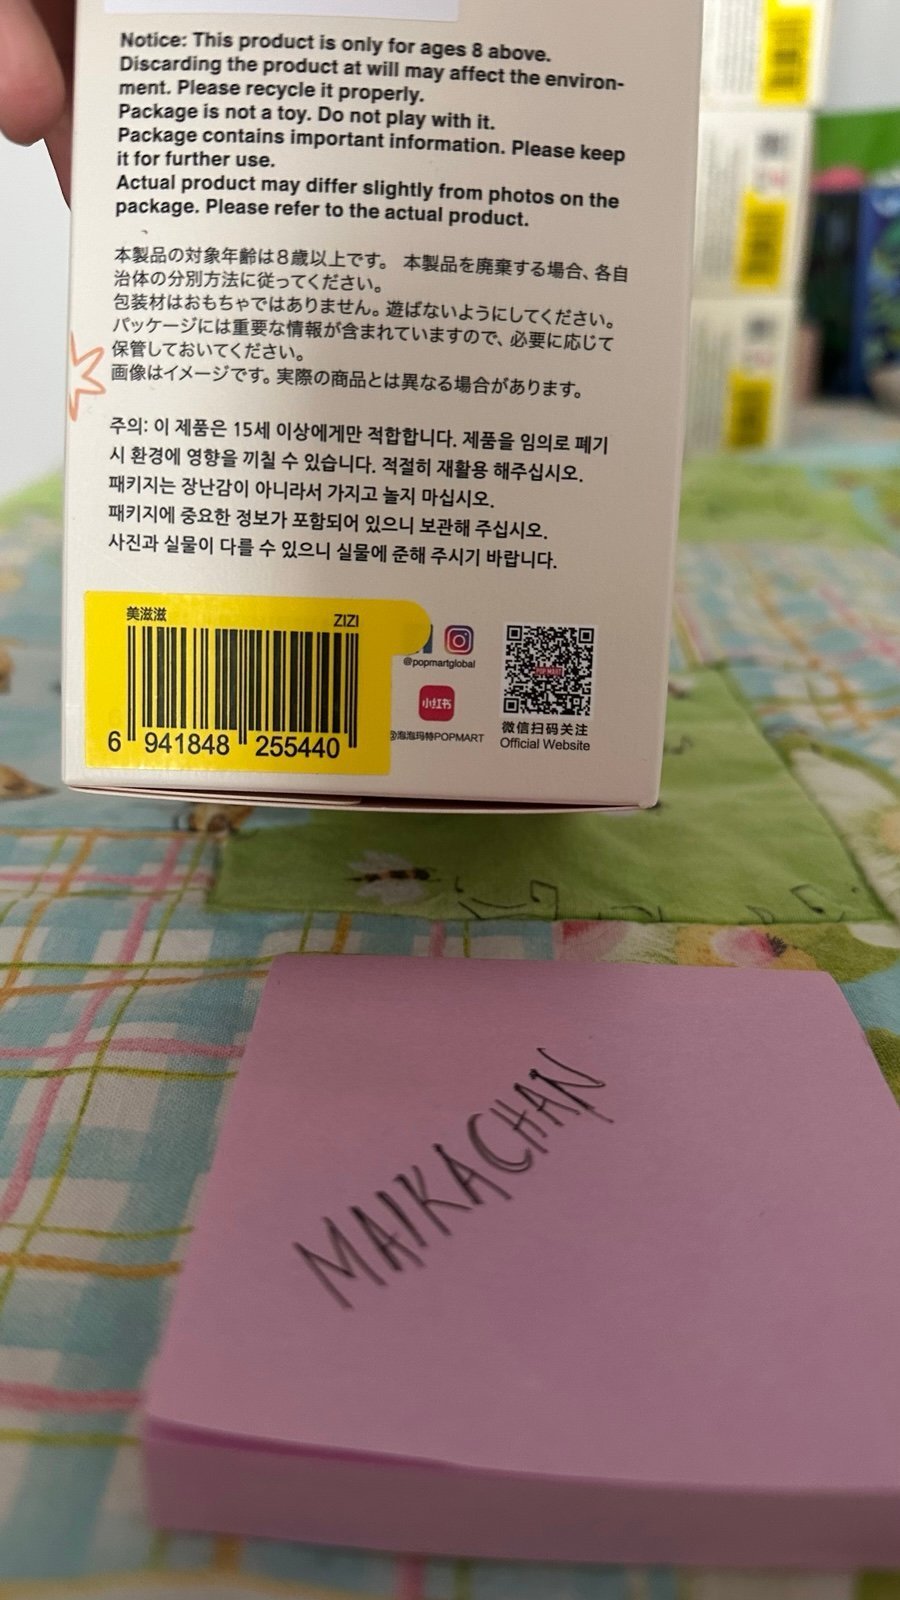 Notice: This product is only for ages 8 above.
Discarding the product at will may affect the environ-
ment. Please recycle it properly.
Package is not a toy. Do not play with it.
Package contains important information. Please keep
it for further use.
Actual product may differ slightly from photos on the
package. Please refer to the actual product.
本製品の対象年齢は8歳以上です。 本製品を廃棄する場合、各自
治体の分別方法に従ってください。
包装材はおもちゃではありません。遊ばないようにしてください。
パッケージには重要な情報が含まれていますので、必要に応じて
保管しておいてください。
画像はイメージです。実際の商品とは異なる場合があります。
주의: 이 제품은 15세 이상에게만 적합합니다. 제품을 임의로 폐기
시 환경에 영향을 끼칠 수 있습니다. 적절히 재활용 해주십시오.
패키지는 장난감이 아니라서 가지고 놀지 마십시오.
패키지에 중요한 정보가 포함되어 있으니 보관해 주십시오.
사진과 실물이 다를 수 있으니 실물에 준해 주시기 바랍니다.
美滋滋 ZIZI
6 941848 255440
@popmartglobal
小红书
@泡泡玛特POPMART
POP MART
微信扫码关注
Official Website
MAIKACHAN